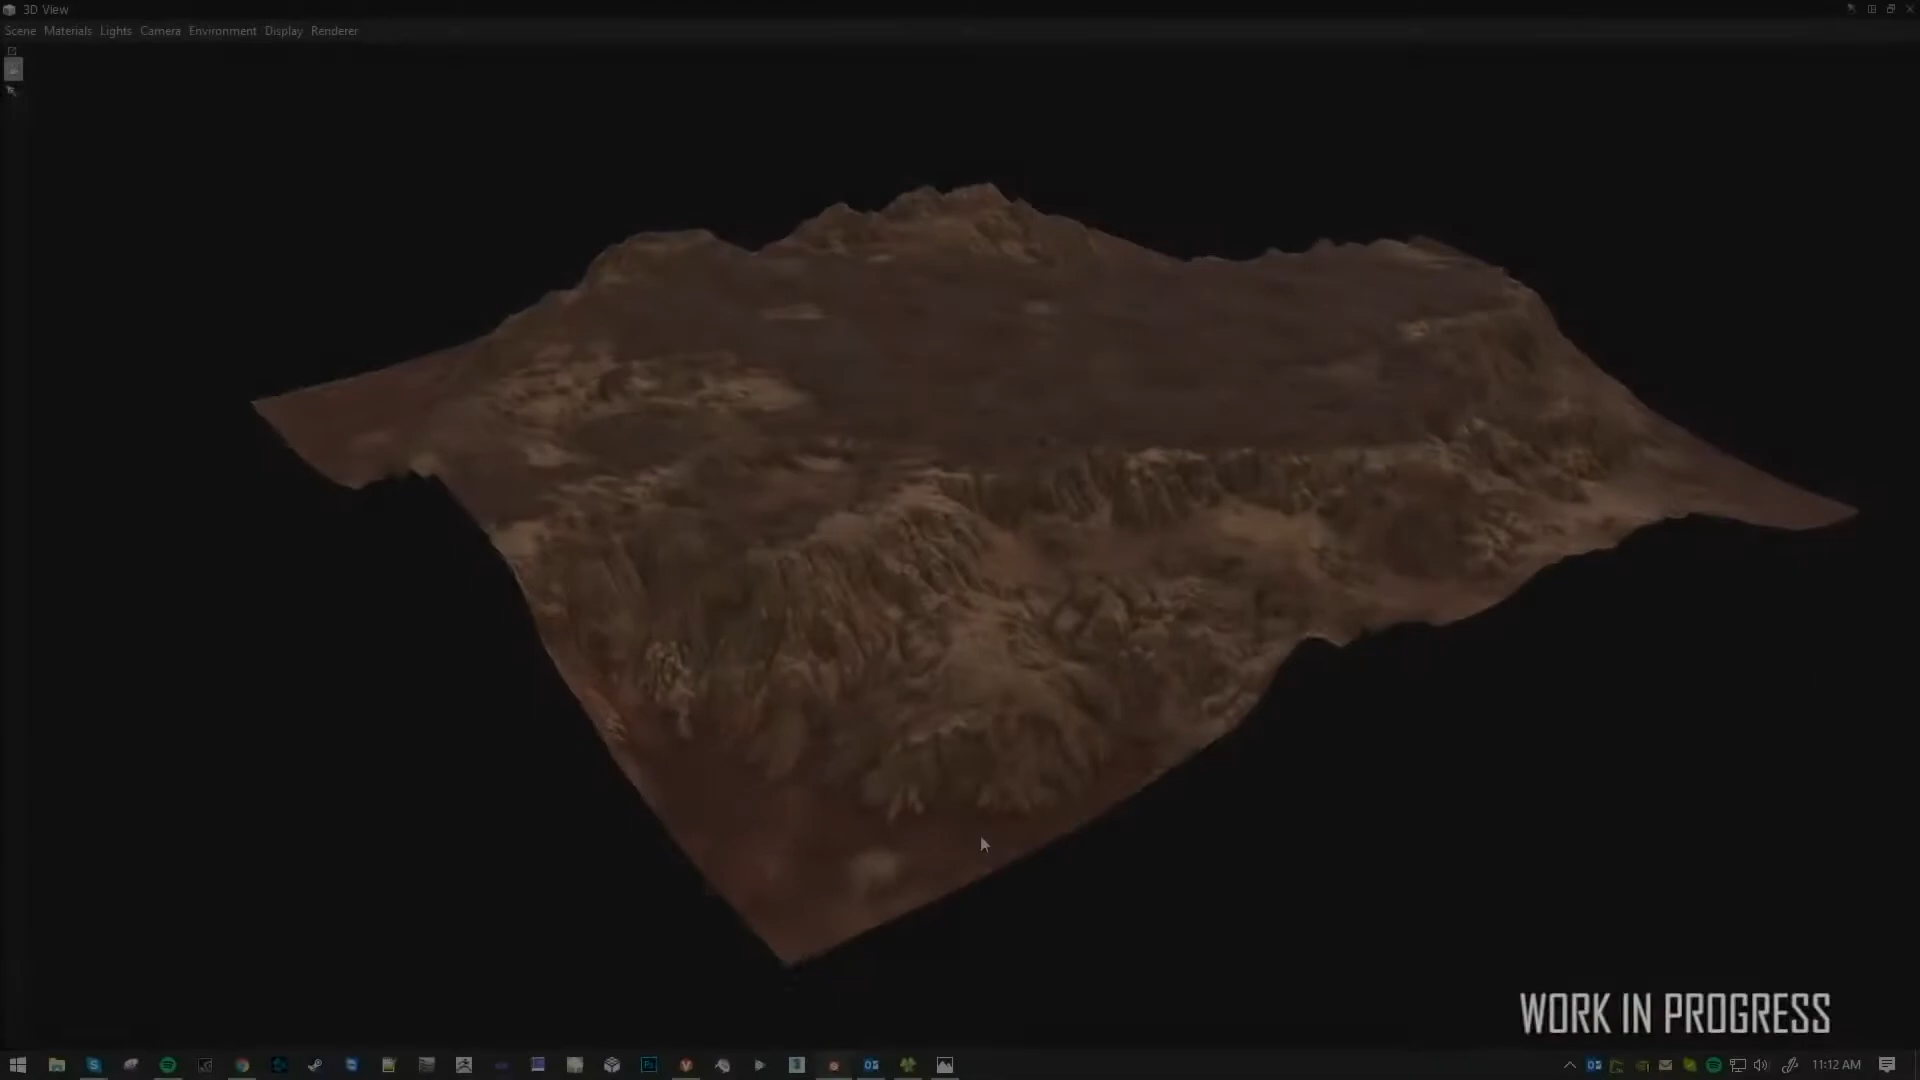 3D View
Scene Materials Lights Camera Environment Display Renderer
WORK IN PROGRESS
11:12 AM